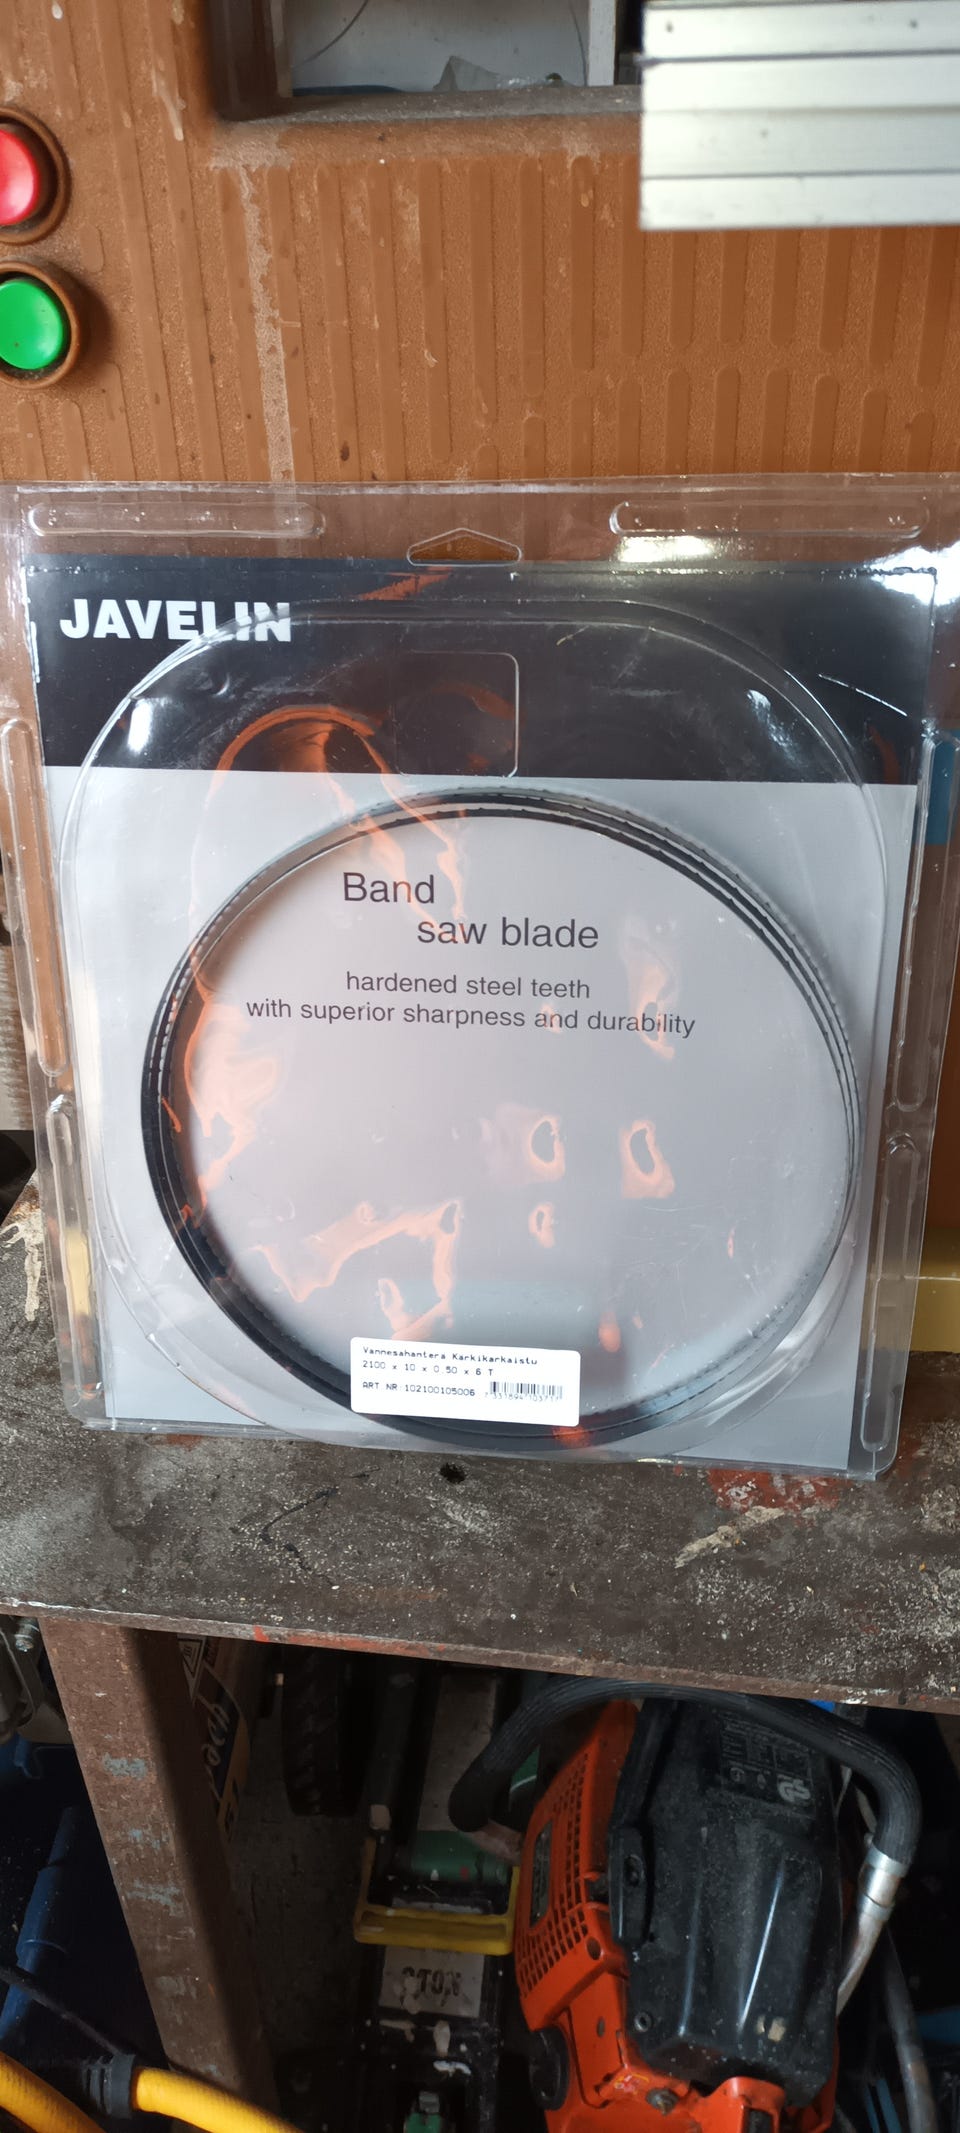 JAVELIN
Band
saw blade
hardened steel teeth
with superior sharpness and durability
Vannesahanterä Kärkikarkaistu
2100 x 10 x 0.50 x 6 T
ART NR:102100105006